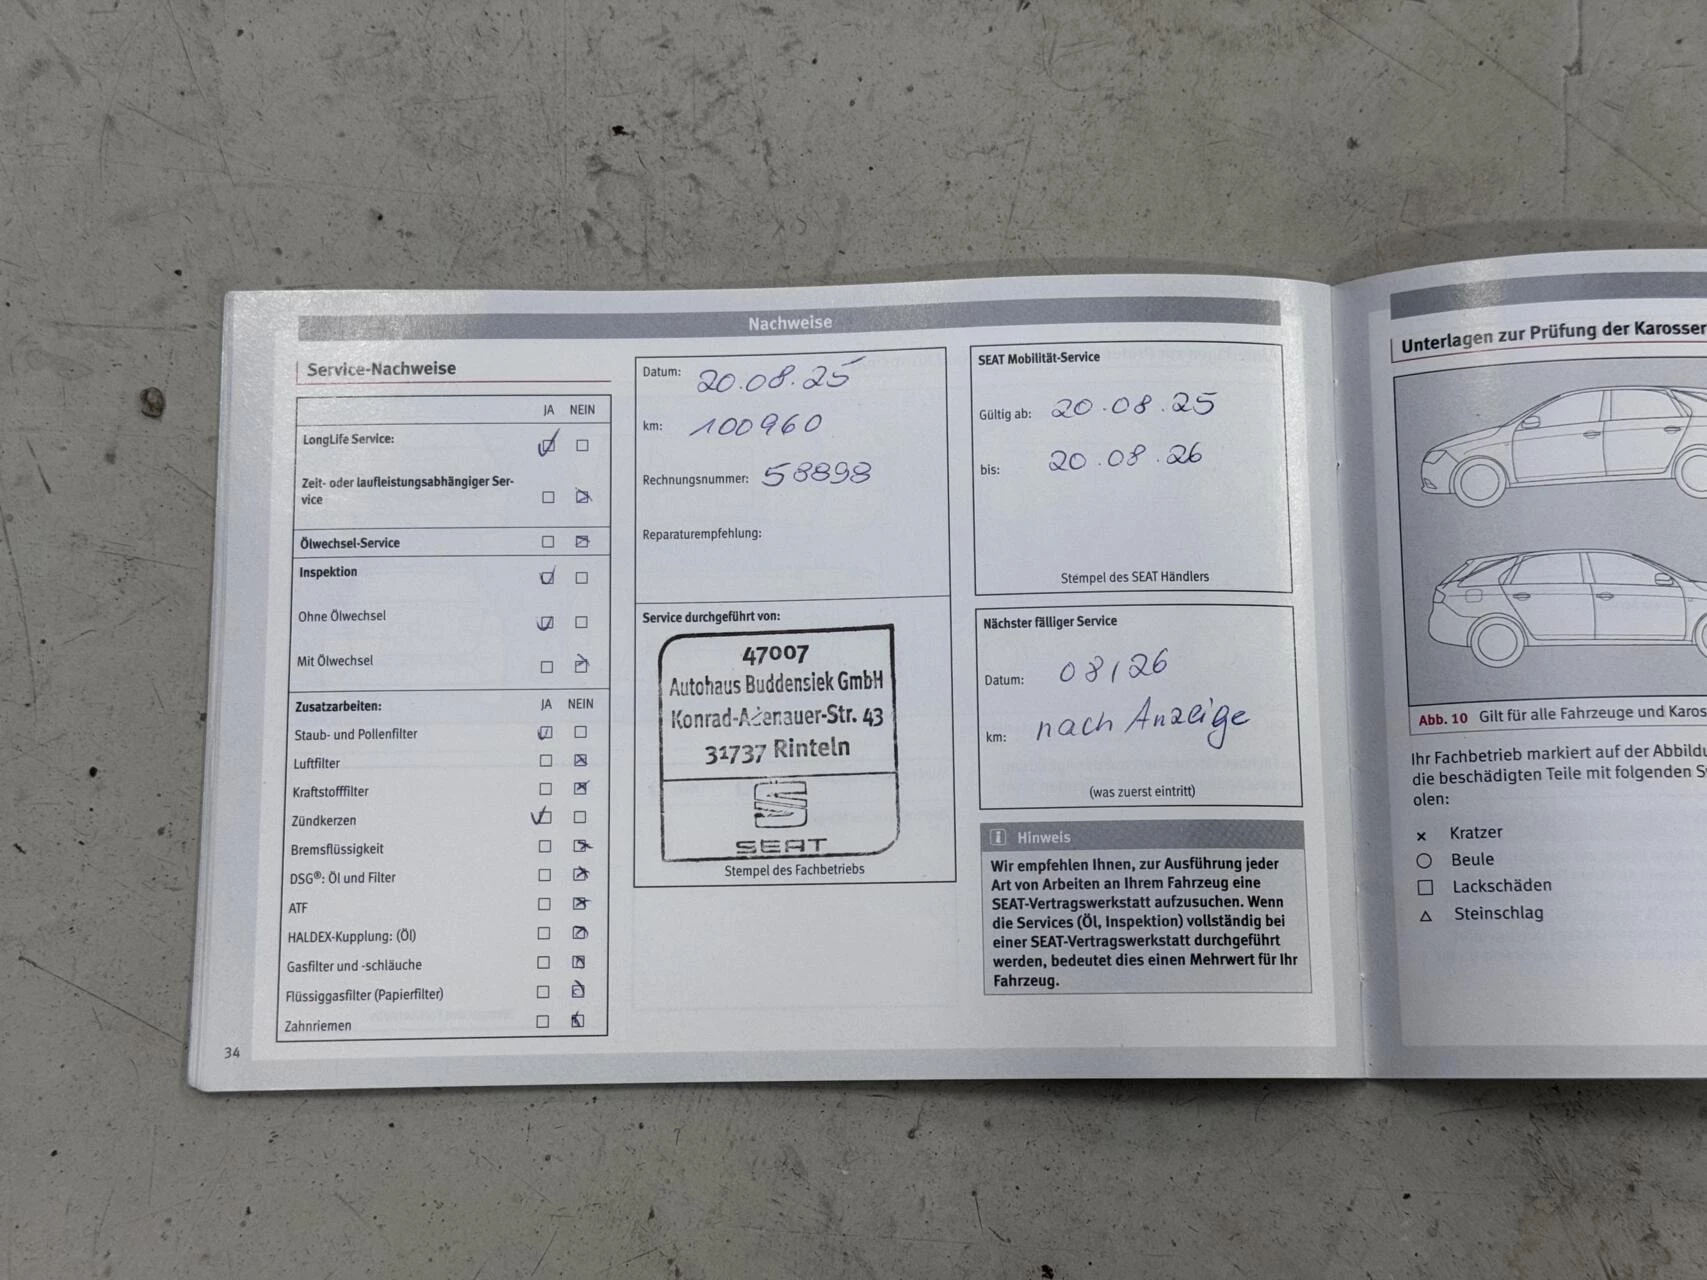 Nachweise
Service-Nachweise
JA NEIN
LongLife Service:
Zeit- oder laufleistungsabhängiger Ser-
vice
Ölwechsel-Service
Inspektion
Ohne Ölwechsel
Mit Ölwechsel
Zusatzarbeiten: JA NEIN
Staub- und Pollenfilter
Luftfilter
Kraftstofffilter
Zündkerzen
Bremsflüssigkeit
DSG®: Öl und Filter
ATF
HALDEX-Kupplung: (Öl)
Gasfilter und -schläuche
Flüssiggasfilter (Papierfilter)
Zahnriemen
34
Datum: 20.08.25
km: 100960
Rechnungsnummer: 58898
Reparaturempfehlung:
Service durchgeführt von:
47007
Autohaus Buddensiek GmbH
Konrad-Adenauer-Str. 43
31737 Rinteln
SEAT
Stempel des Fachbetriebs
SEAT Mobilität-Service
Gültig ab: 20.08.25
bis: 20.08.26
Stempel des SEAT Händlers
Nächster fälliger Service
Datum: 08/26
km: nach Anzeige
(was zuerst eintritt)
i Hinweis
Wir empfehlen Ihnen, zur Ausführung jeder
Art von Arbeiten an Ihrem Fahrzeug eine
SEAT-Vertragswerkstatt aufzusuchen. Wenn
die Services (Öl, Inspektion) vollständig bei
einer SEAT-Vertragswerkstatt durchgeführt
werden, bedeutet dies einen Mehrwert für Ihr
Fahrzeug.
Unterlagen zur Prüfung der Karosser
Abb. 10 Gilt für alle Fahrzeuge und Karos
Ihr Fachbetrieb markiert auf der Abbildu
die beschädigten Teile mit folgenden S
olen:
Kratzer
Beule
Lackschäden
Steinschlag